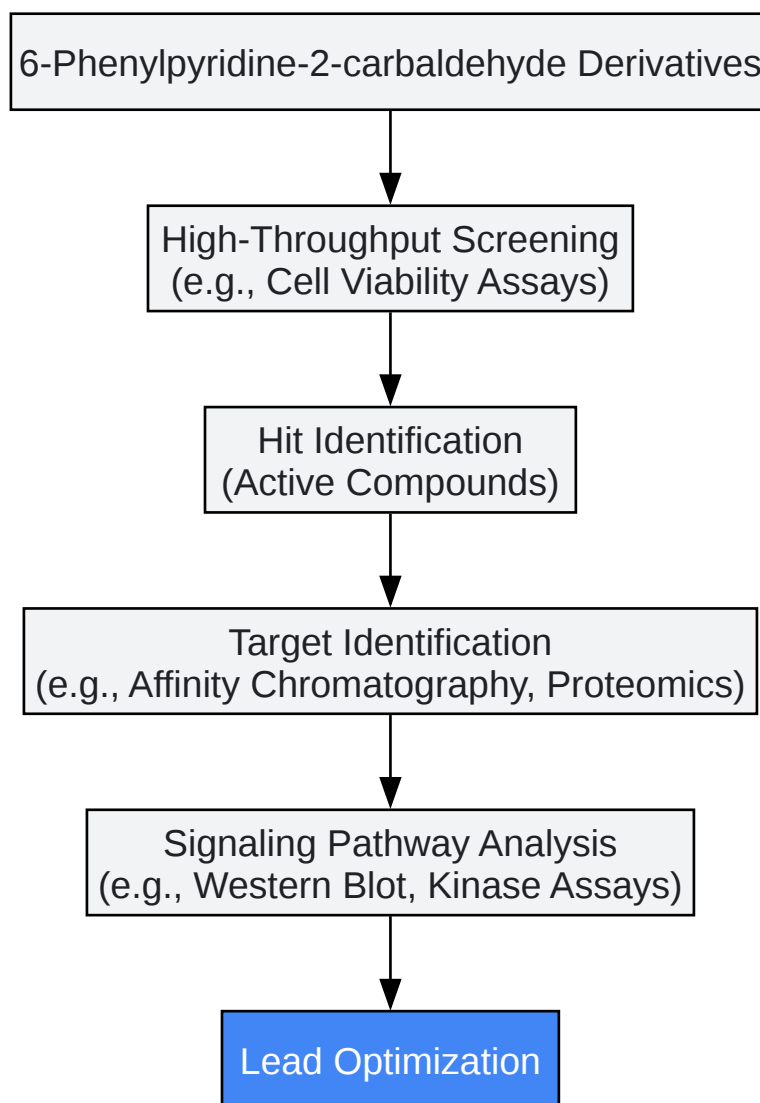 6-Phenylpyridine-2-carbaldehyde Derivatives
High-Throughput Screening
(e.g., Cell Viability Assays)
Hit Identification
(Active Compounds)
Target Identification
(e.g., Affinity Chromatography, Proteomics)
Signaling Pathway Analysis
(e.g., Western Blot, Kinase Assays)
Lead Optimization